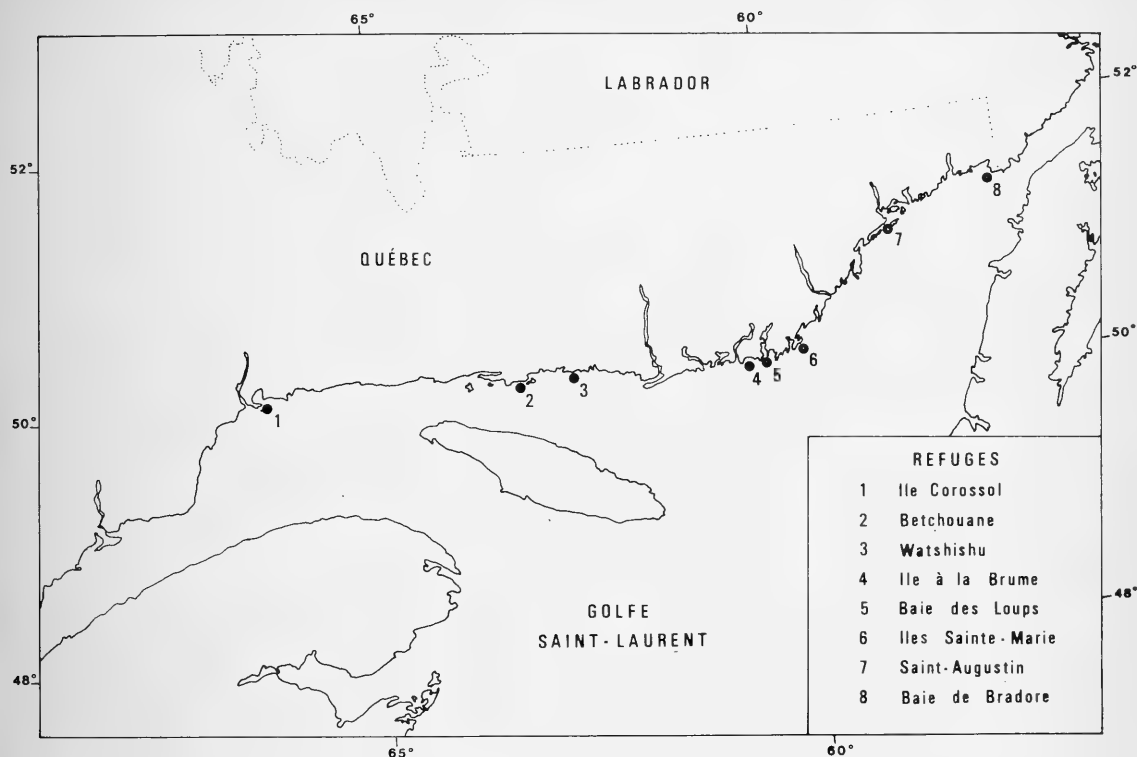 65°
60°
LABRADOR
52°
52°
8
7
QUÉBEC
50°
6
5
4
3
2
1
50°
REFUGES
1 Ile Corossol
2 Betchouane
3 Watshishu
4 Ile à la Brume
5 Baie des Loups
6 Iles Sainte-Marie
7 Saint-Augustin
8 Baie de Bradore
48°
GOLFE
SAINT-LAURENT
48°
65°
60°